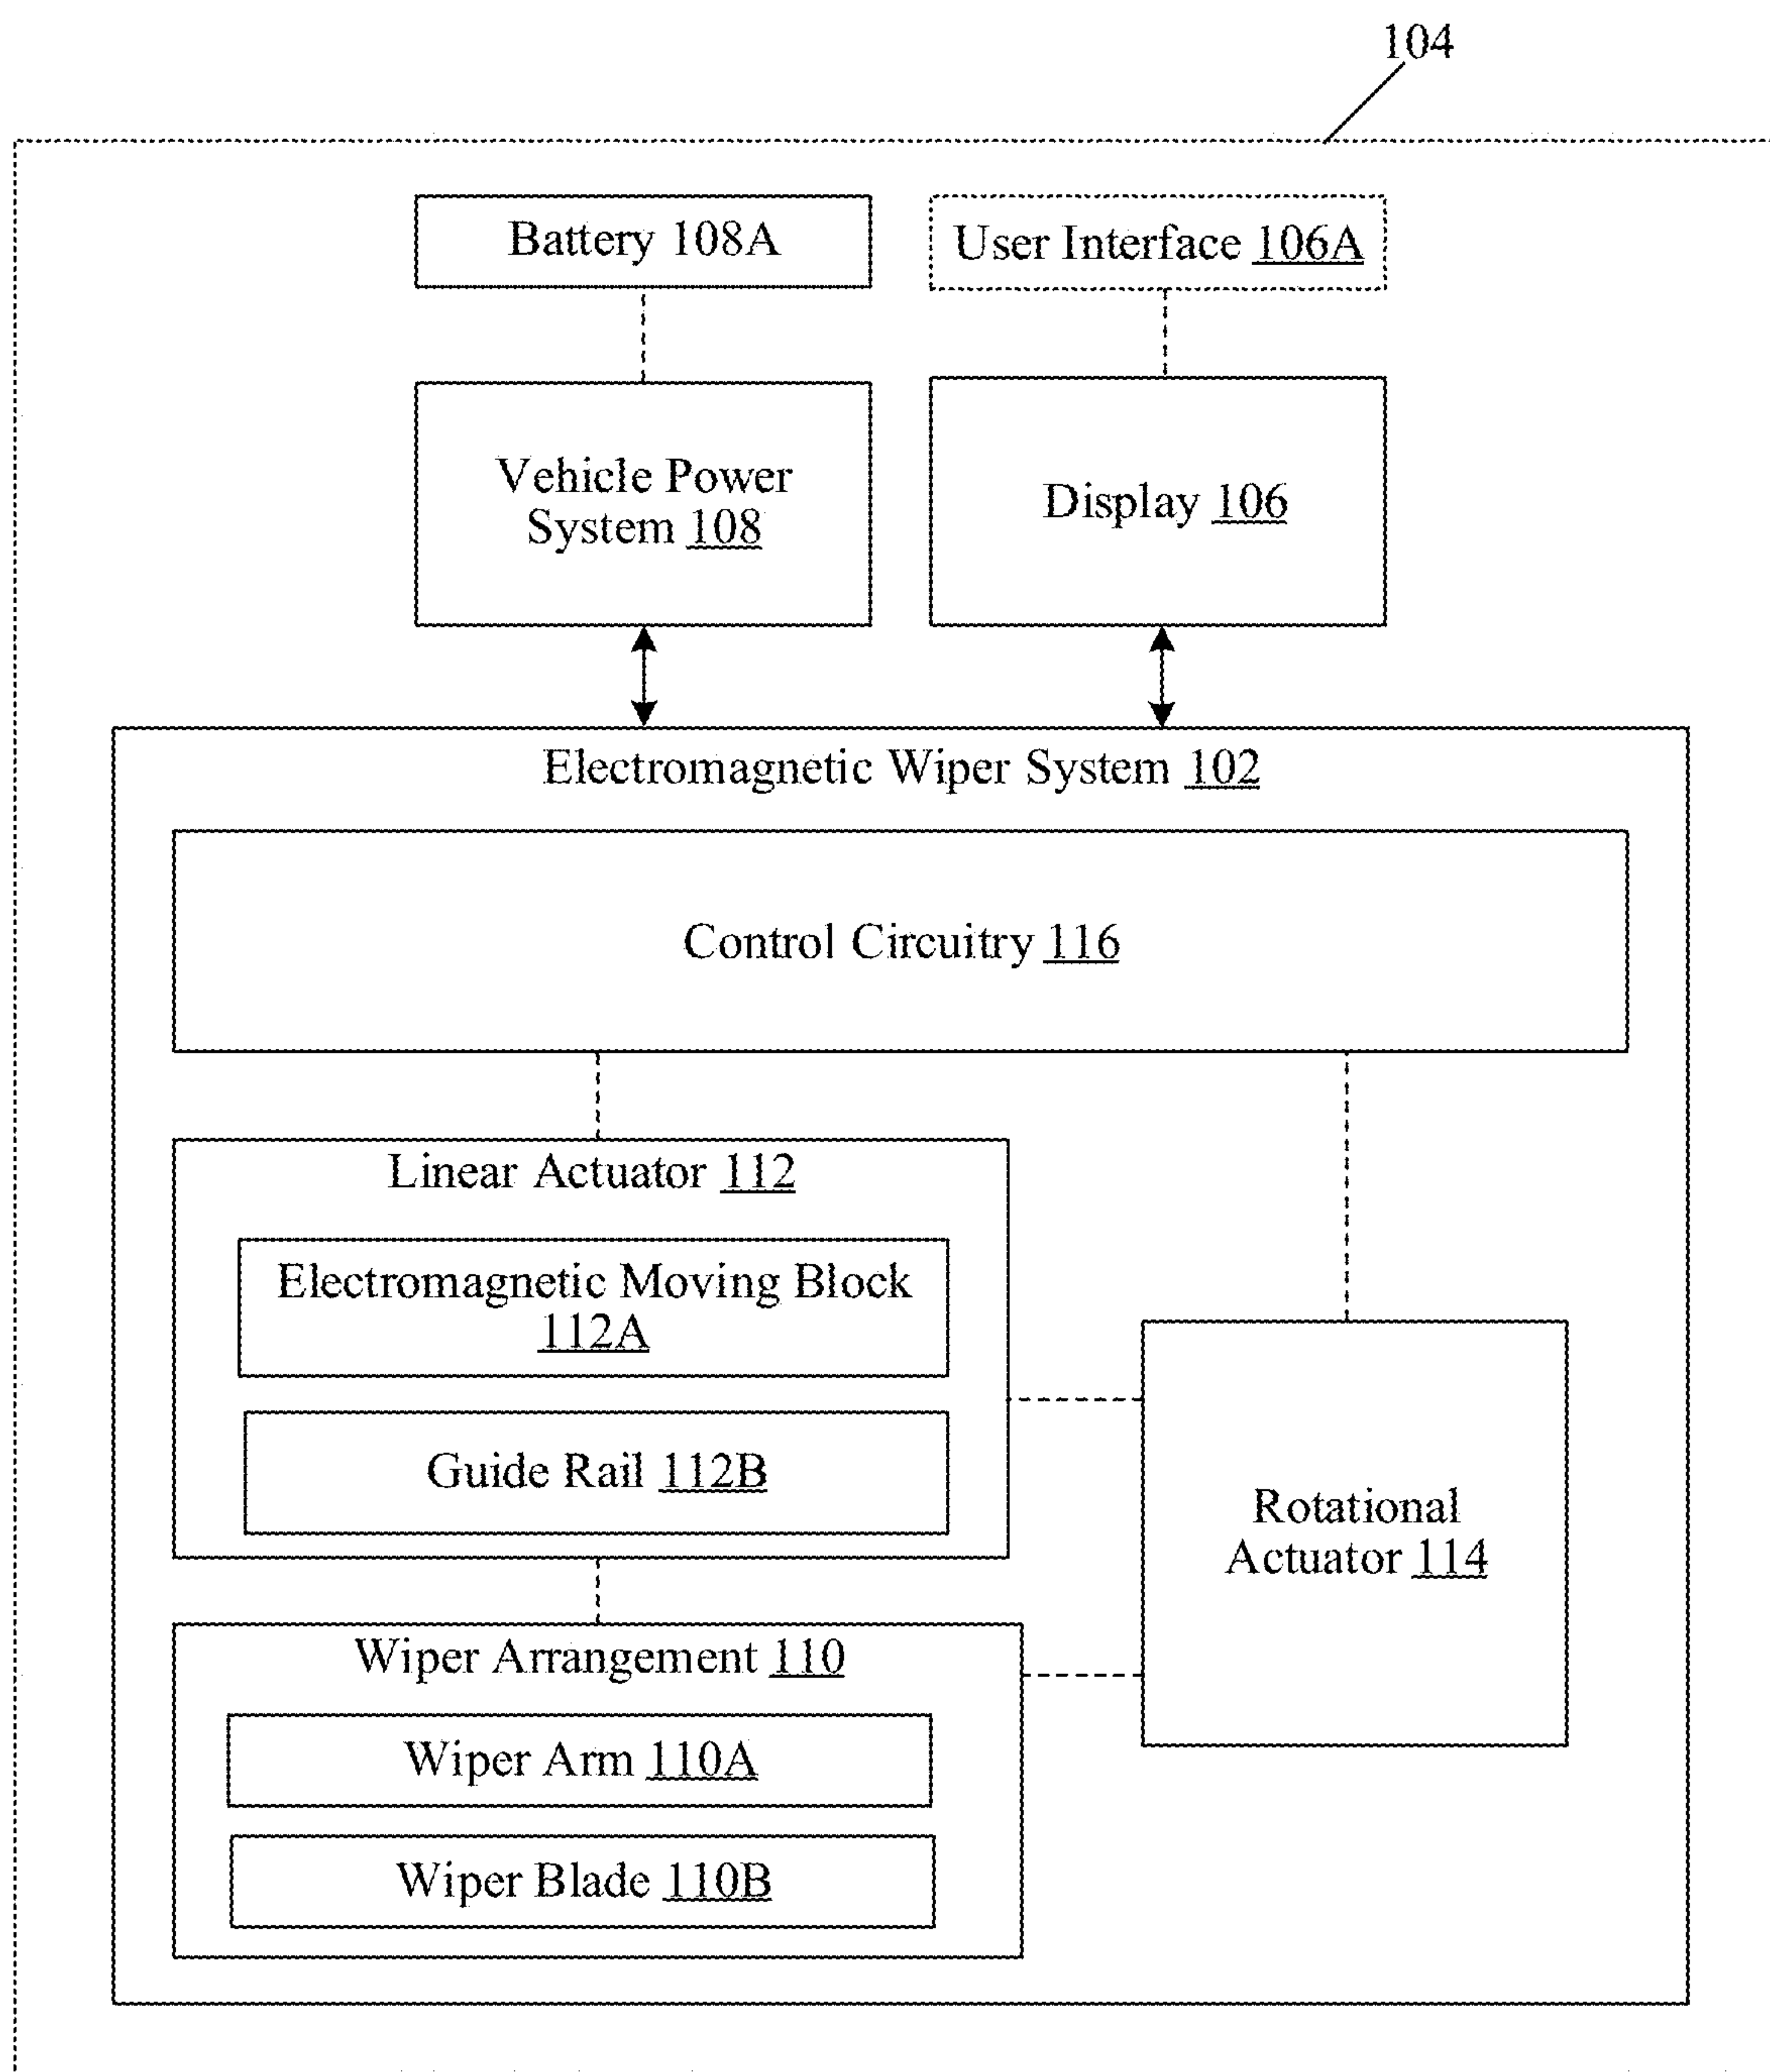 104
Battery 108A
User Interface 106A
Vehicle Power
System 108
Display 106
Electromagnetic Wiper System 102
Control Circuitry 116
Linear Actuator 112
Electromagnetic Moving Block
112A
Guide Rail 112B
Rotational
Actuator 114
Wiper Arrangement 110
Wiper Arm 110A
Wiper Blade 110B